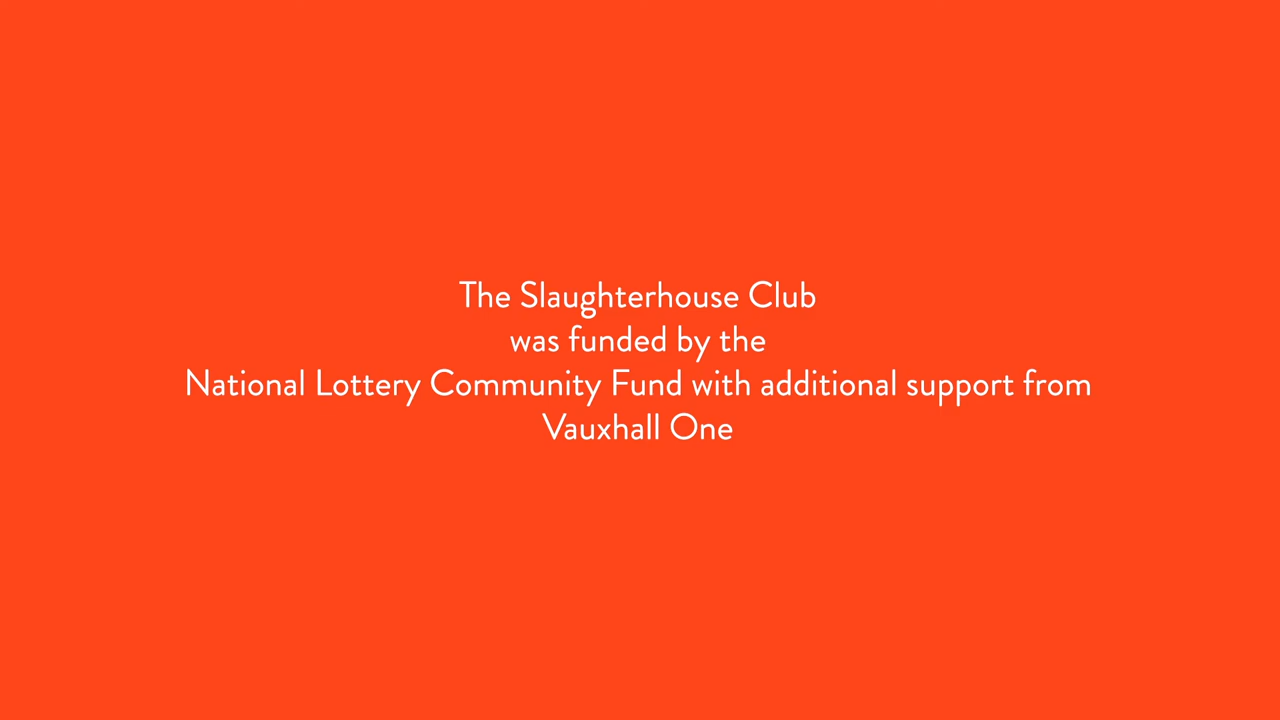 The Slaughterhouse Club
was funded by the
National Lottery Community Fund with additional support from
Vauxhall One